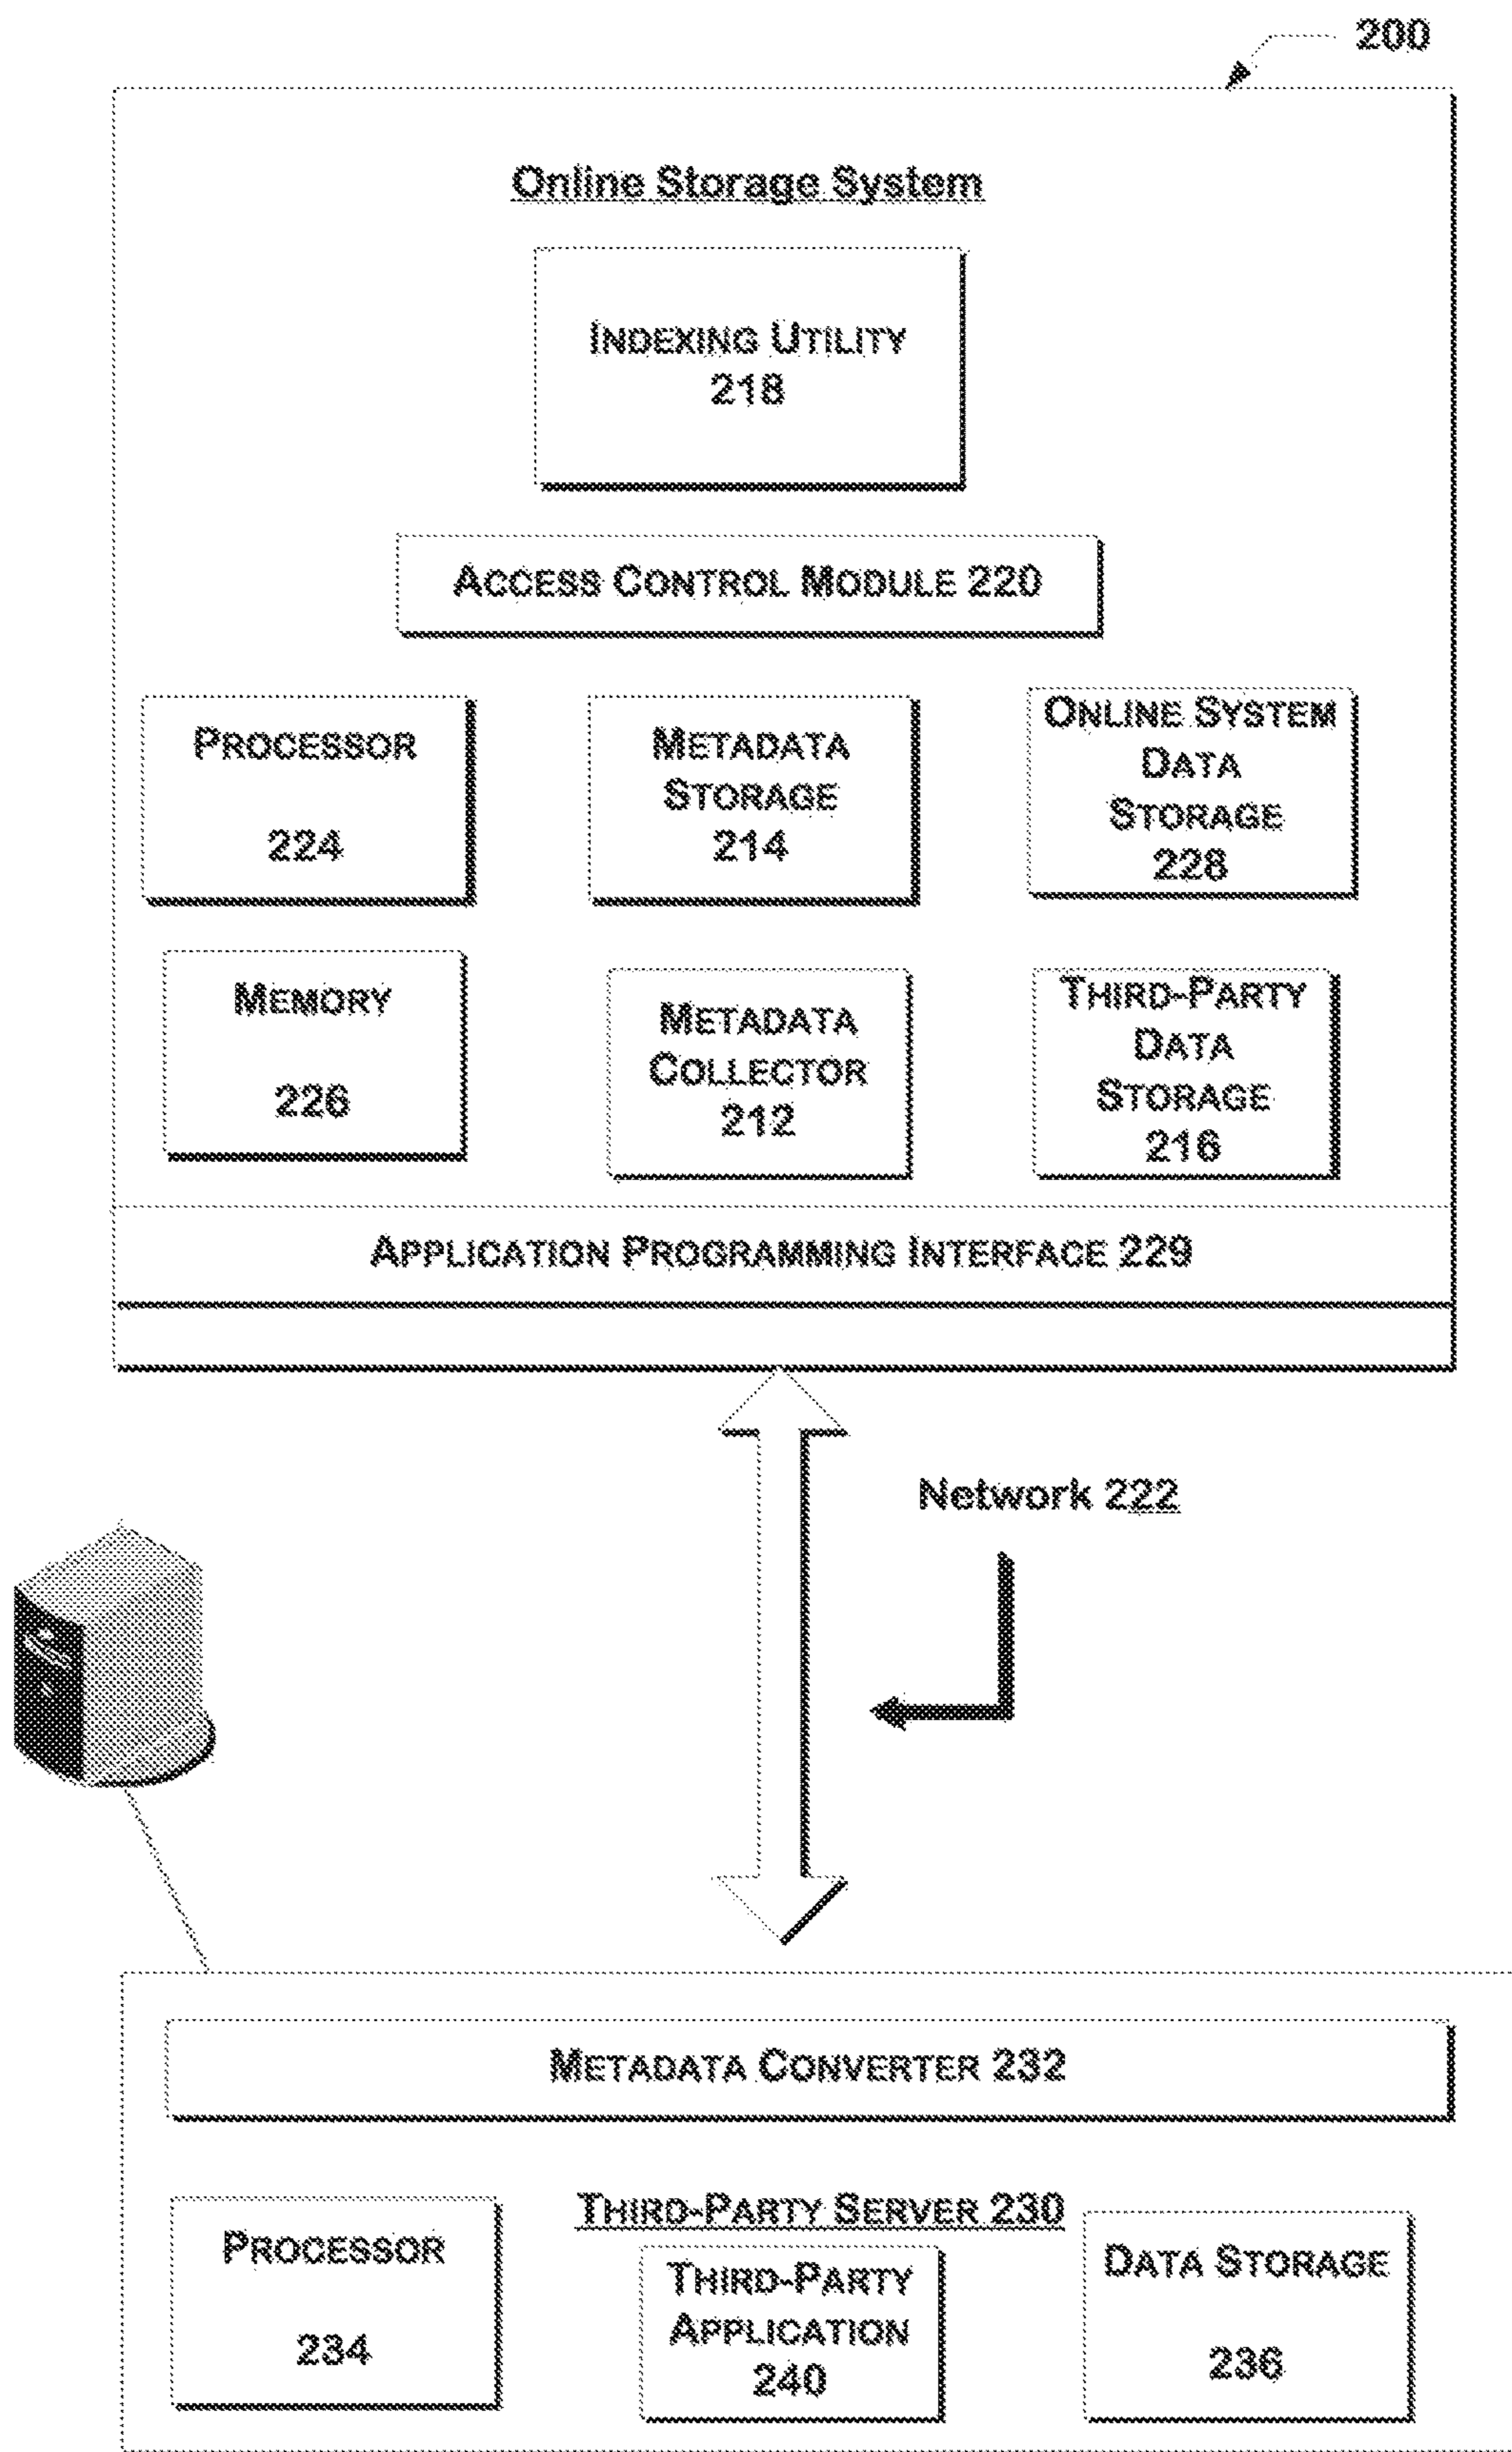 200
Online Storage System
INDEXING UTILITY
218
ACCESS CONTROL MODULE 220
PROCESSOR
224
METADATA
STORAGE
214
ONLINE SYSTEM
DATA
STORAGE
228
MEMORY
226
METADATA
COLLECTOR
212
THIRD-PARTY
DATA
STORAGE
216
APPLICATION PROGRAMMING INTERFACE 229
Network 222
METADATA CONVERTER 232
THIRD-PARTY SERVER 230
PROCESSOR
234
THIRD-PARTY
APPLICATION
240
DATA STORAGE
236